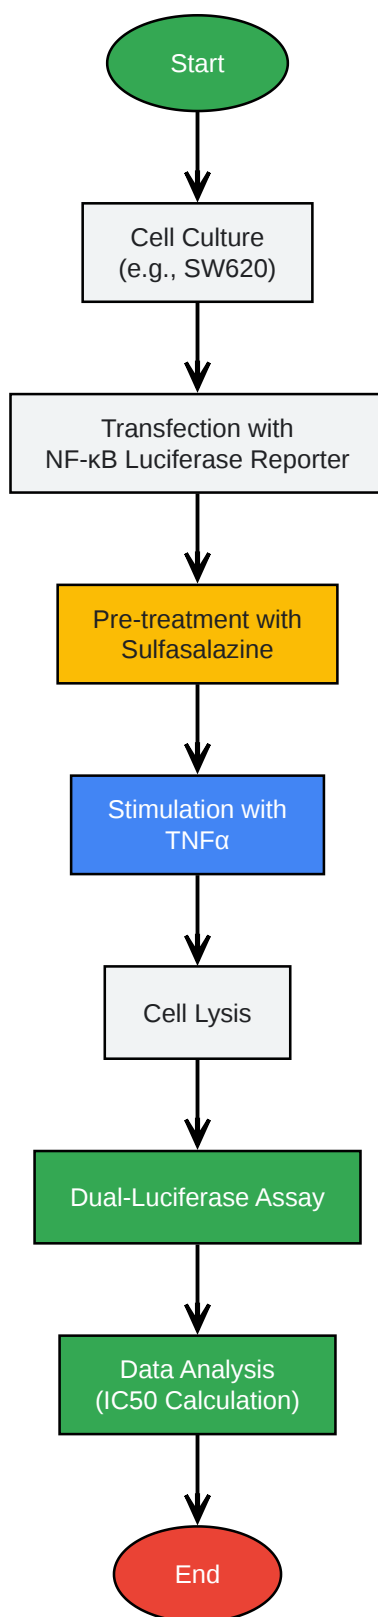 Start
Cell Culture
(e.g., SW620)
Transfection with
NF-κB Luciferase Reporter
Pre-treatment with
Sulfasalazine
Stimulation with
TNFα
Cell Lysis
Dual-Luciferase Assay
Data Analysis
(IC50 Calculation)
End